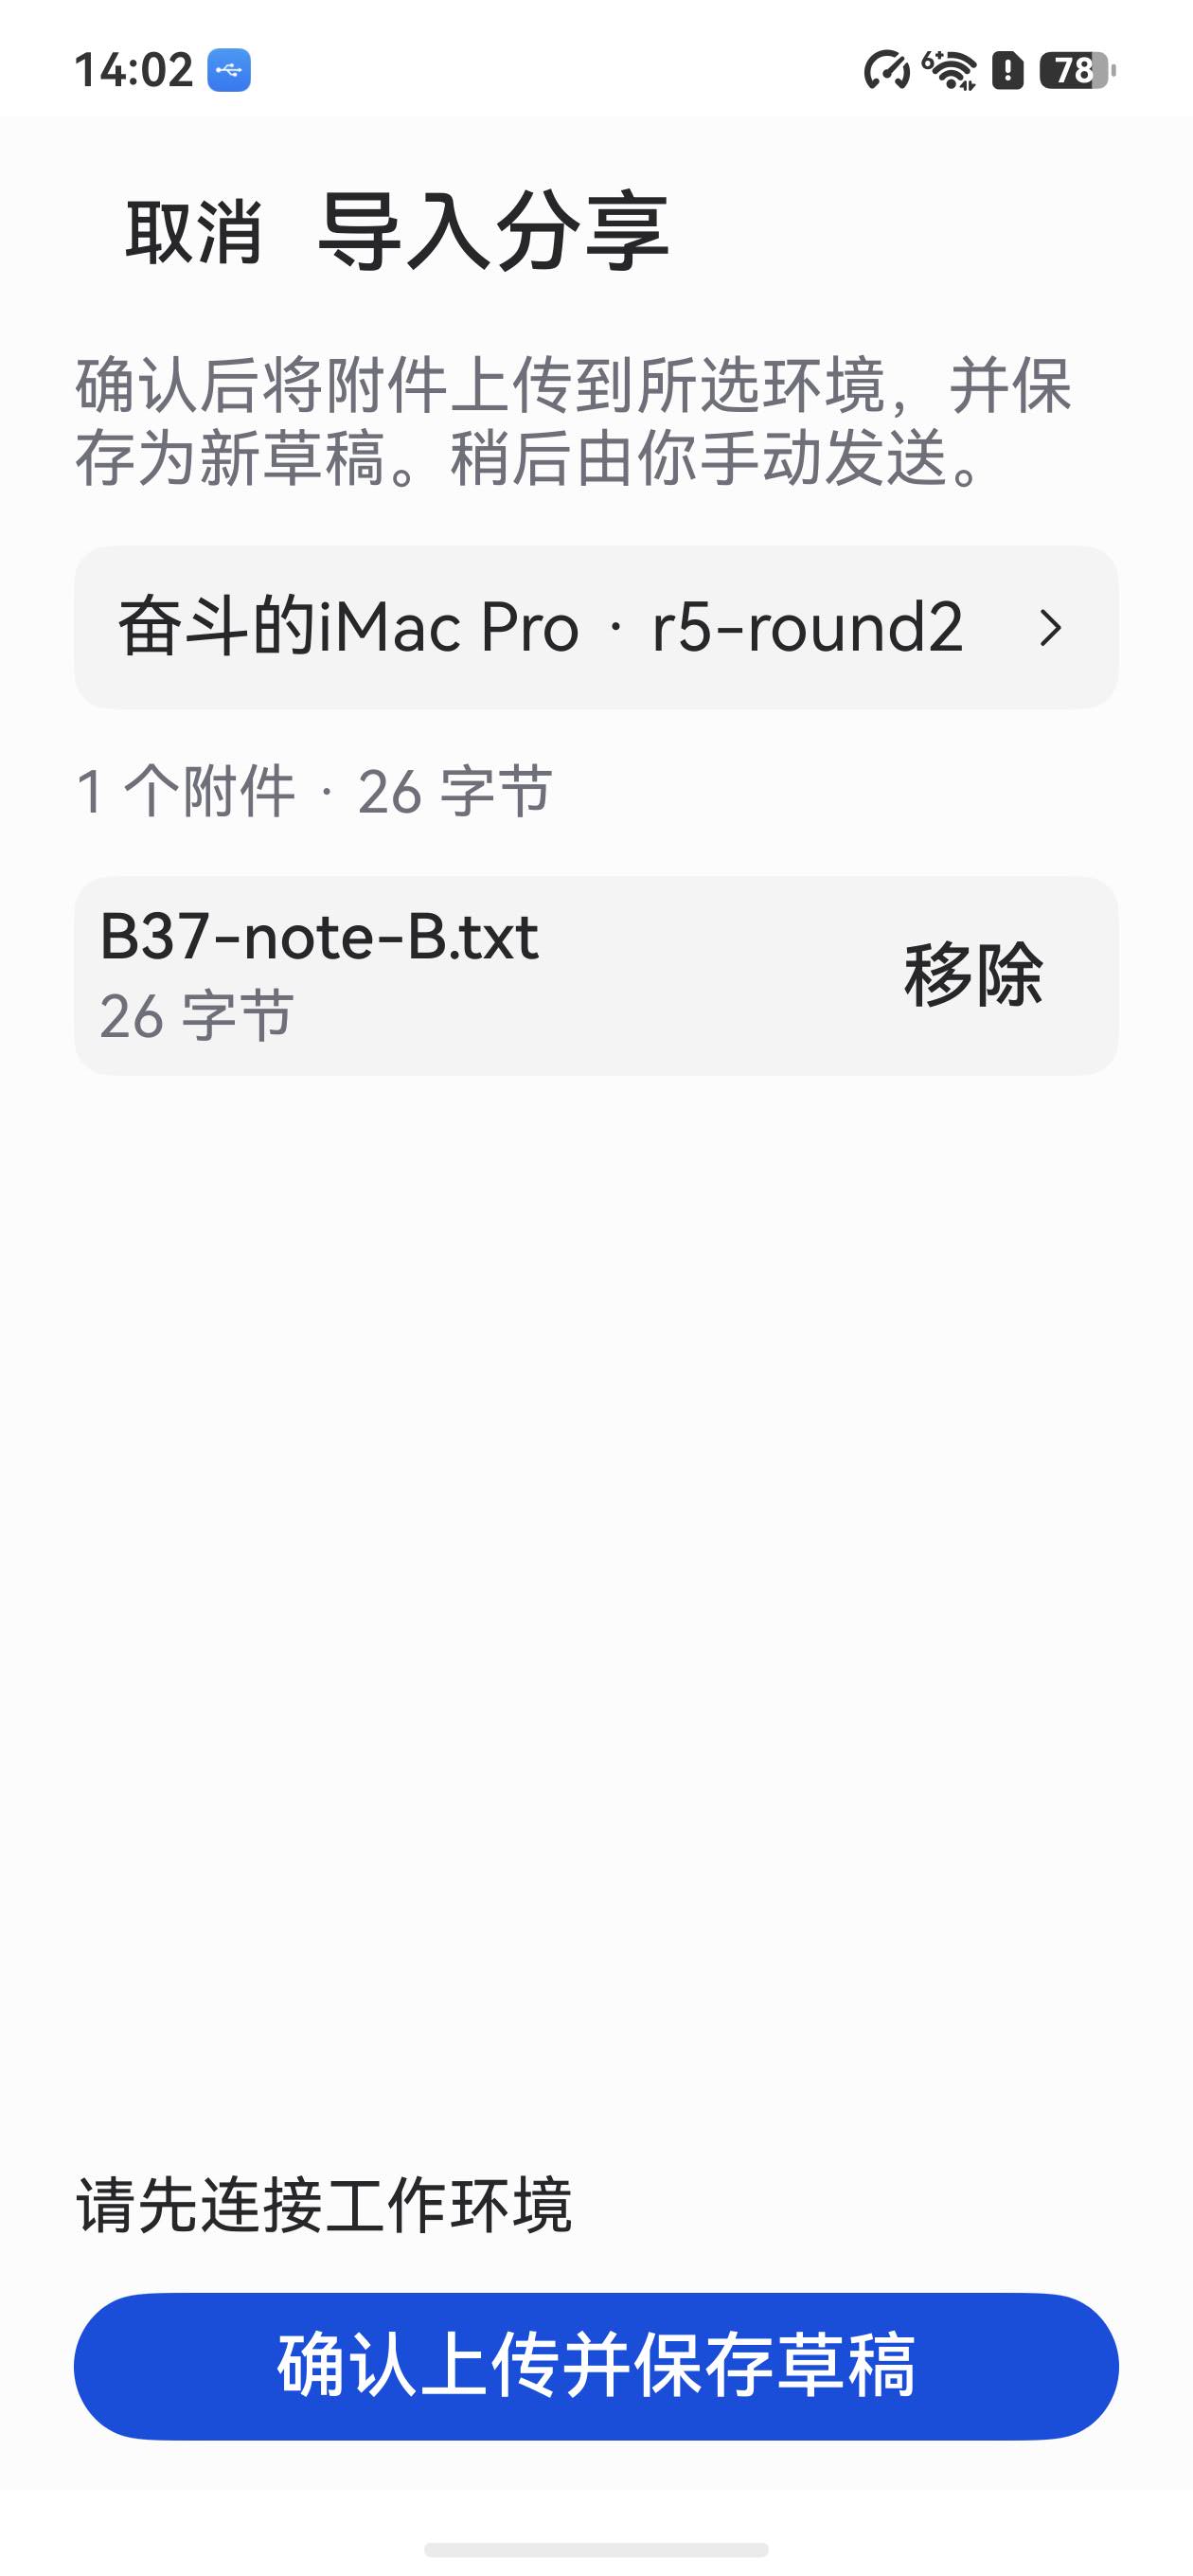 14:02
78
取消 导入分享
确认后将附件上传到所选环境，并保
存为新草稿。稍后由你手动发送。
奋斗的iMac Pro · r5-round2
1 个附件 · 26 字节
B37-note-B.txt
26 字节
移除
请先连接工作环境
确认上传并保存草稿